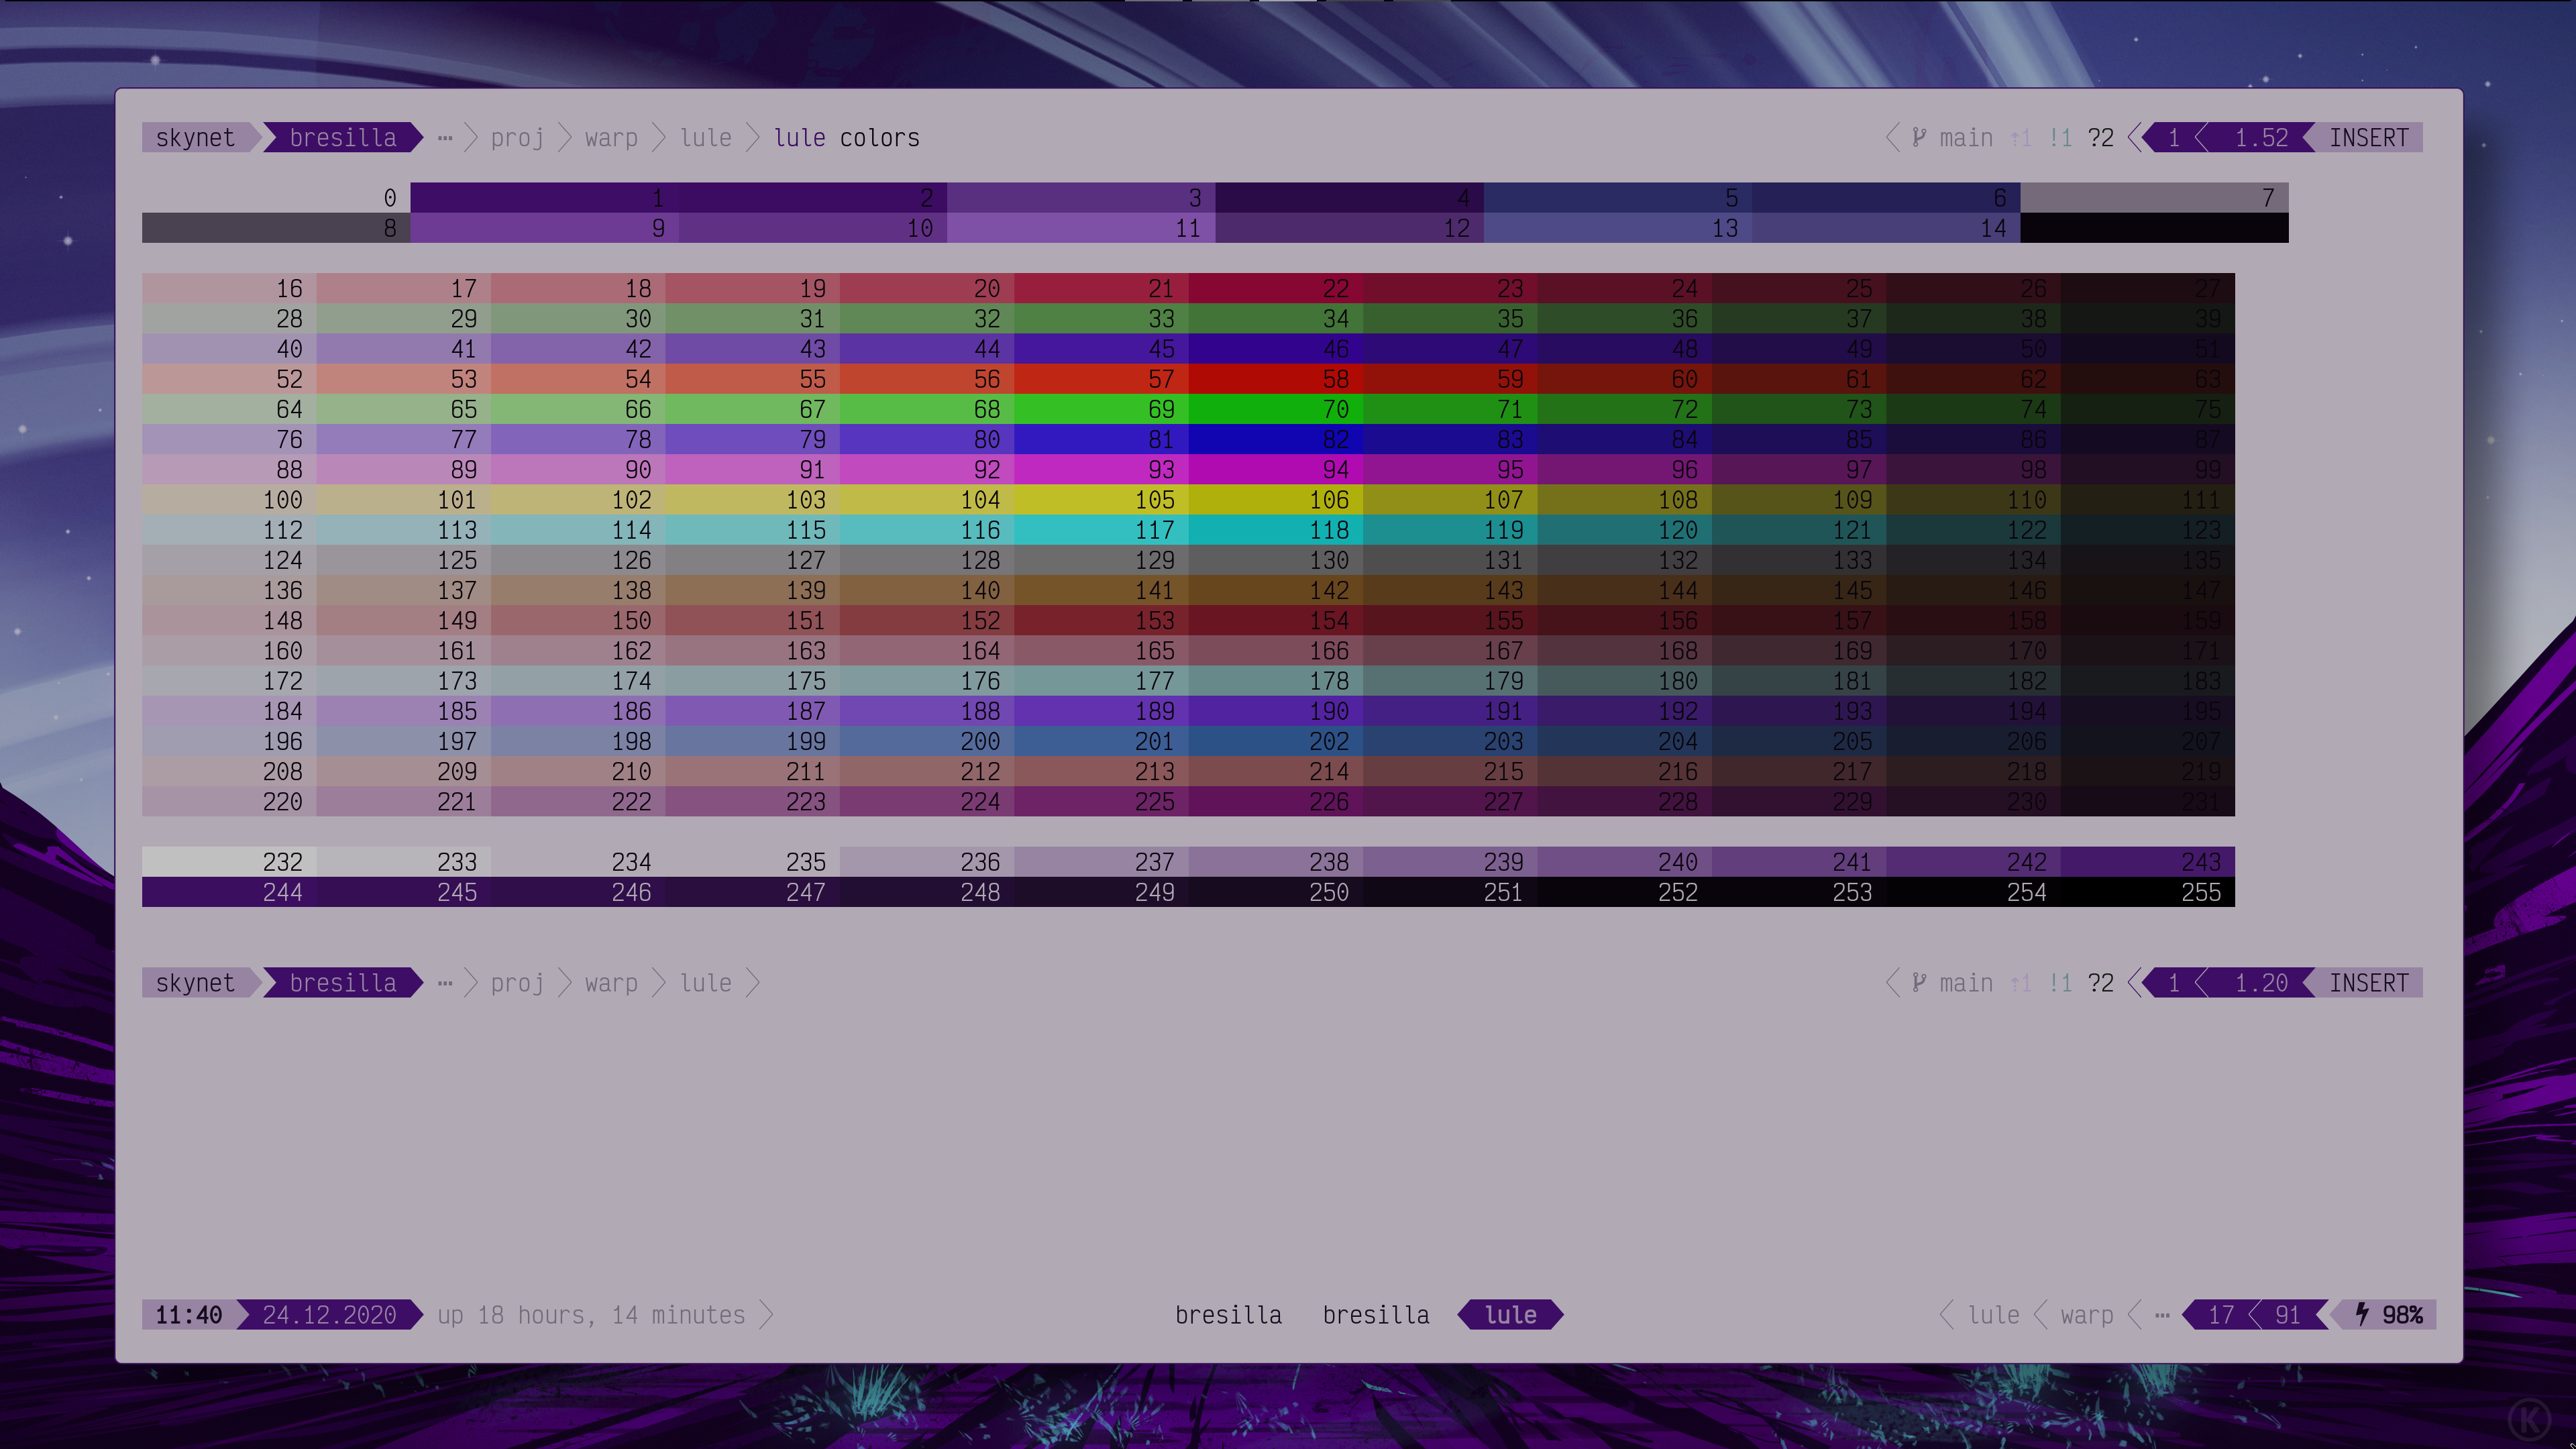 skynet bresilla ⋯ proj warp lule lule colors main ↑1 !1 ?2 1 1.52 INSERT
0 1 2 3 4 5 6 7
8 9 10 11 12 13 14
16 17 18 19 20 21 22 23 24 25 26 27
28 29 30 31 32 33 34 35 36 37 38 39
40 41 42 43 44 45 46 47 48 49 50 51
52 53 54 55 56 57 58 59 60 61 62 63
64 65 66 67 68 69 70 71 72 73 74 75
76 77 78 79 80 81 82 83 84 85 86 87
88 89 90 91 92 93 94 95 96 97 98 99
100 101 102 103 104 105 106 107 108 109 110 111
112 113 114 115 116 117 118 119 120 121 122 123
124 125 126 127 128 129 130 131 132 133 134 135
136 137 138 139 140 141 142 143 144 145 146 147
148 149 150 151 152 153 154 155 156 157 158 159
160 161 162 163 164 165 166 167 168 169 170 171
172 173 174 175 176 177 178 179 180 181 182 183
184 185 186 187 188 189 190 191 192 193 194 195
196 197 198 199 200 201 202 203 204 205 206 207
208 209 210 211 212 213 214 215 216 217 218 219
220 221 222 223 224 225 226 227 228 229 230 231
232 233 234 235 236 237 238 239 240 241 242 243
244 245 246 247 248 249 250 251 252 253 254 255
skynet bresilla ⋯ proj warp lule main ↑1 !1 ?2 1 1.20 INSERT
11:40 24.12.2020 up 18 hours, 14 minutes bresilla bresilla lule lule warp ⋯ 17 91 98%
K